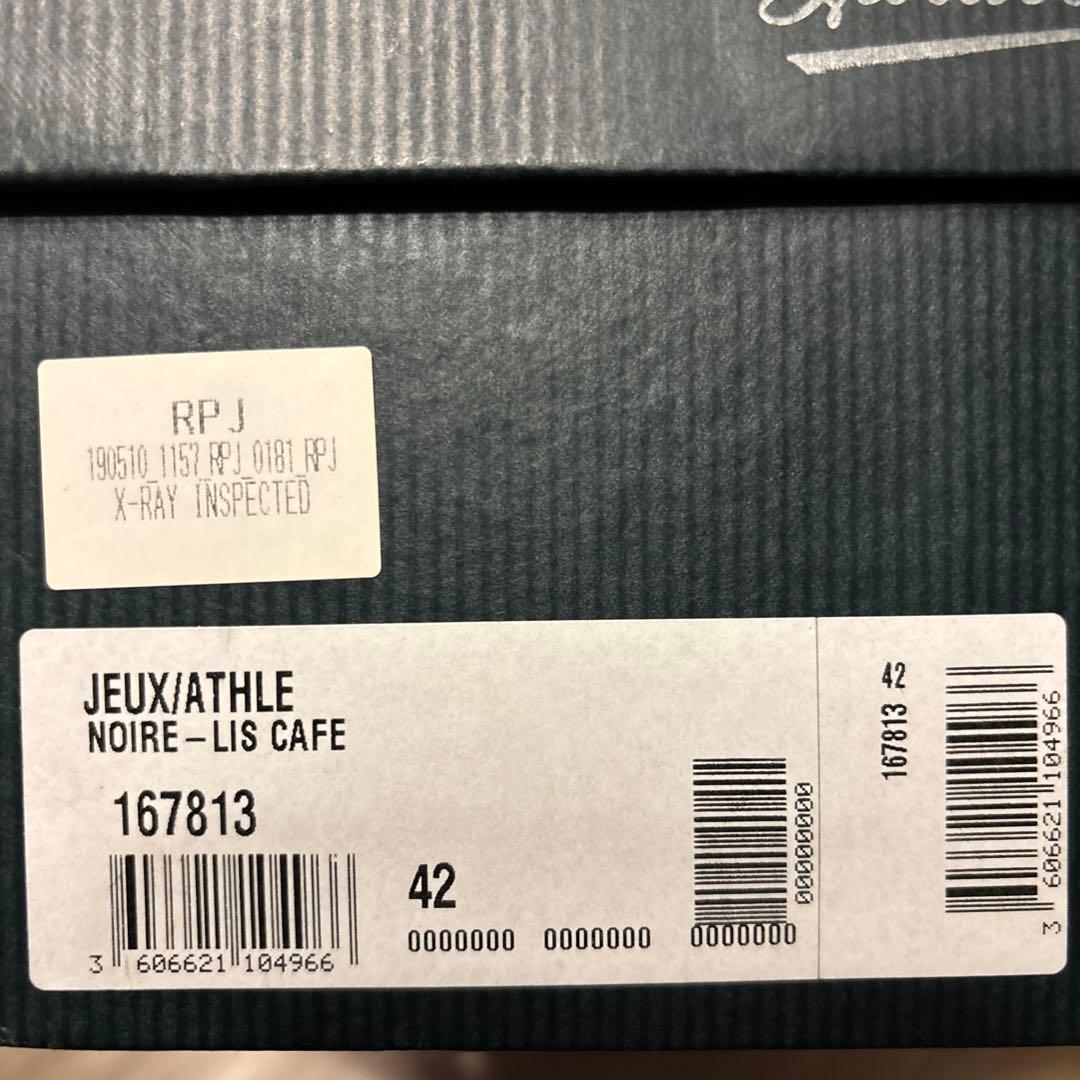 RPJ
190510_1157_RPJ_0181_RPJ
X-RAY INSPECTED
JEUX/ATHLE
NOIRE-LIS CAFE
167813
3 606621 104966
42
0000000 0000000 0000000
00000000
167813 42
3 606621 104966